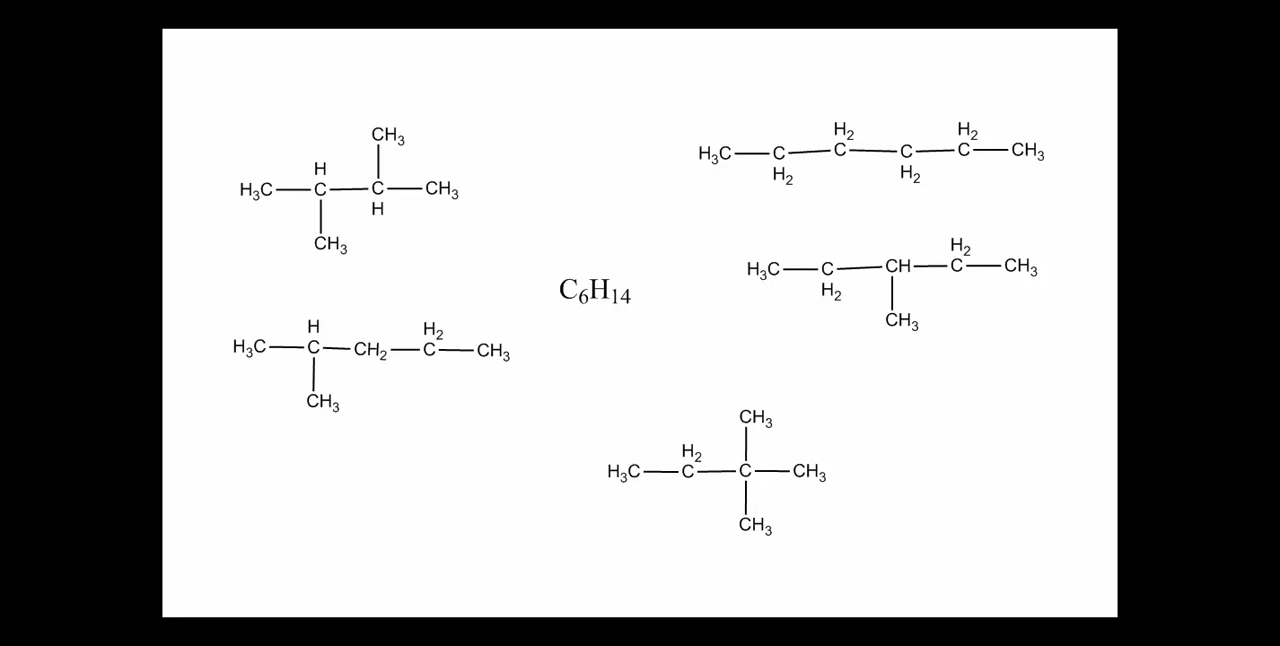 CH₃
H
H₃C—C—C—CH₃
H
CH₃
H₂ H₂
H₃C—C—C—C—C—CH₃
H₂ H₂
H₂
H₃C—C—CH—C—CH₃
H₂
CH₃
C₆H₁₄
H H₂
H₃C—C—CH₂—C—CH₃
CH₃
CH₃
H₂
H₃C—C—C—CH₃
CH₃